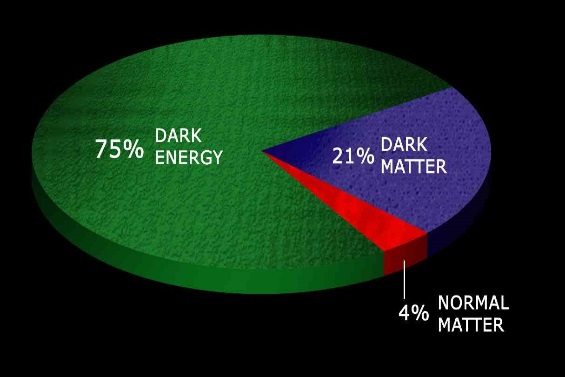 75% DARK
ENERGY
21% DARK
MATTER
4% NORMAL
MATTER